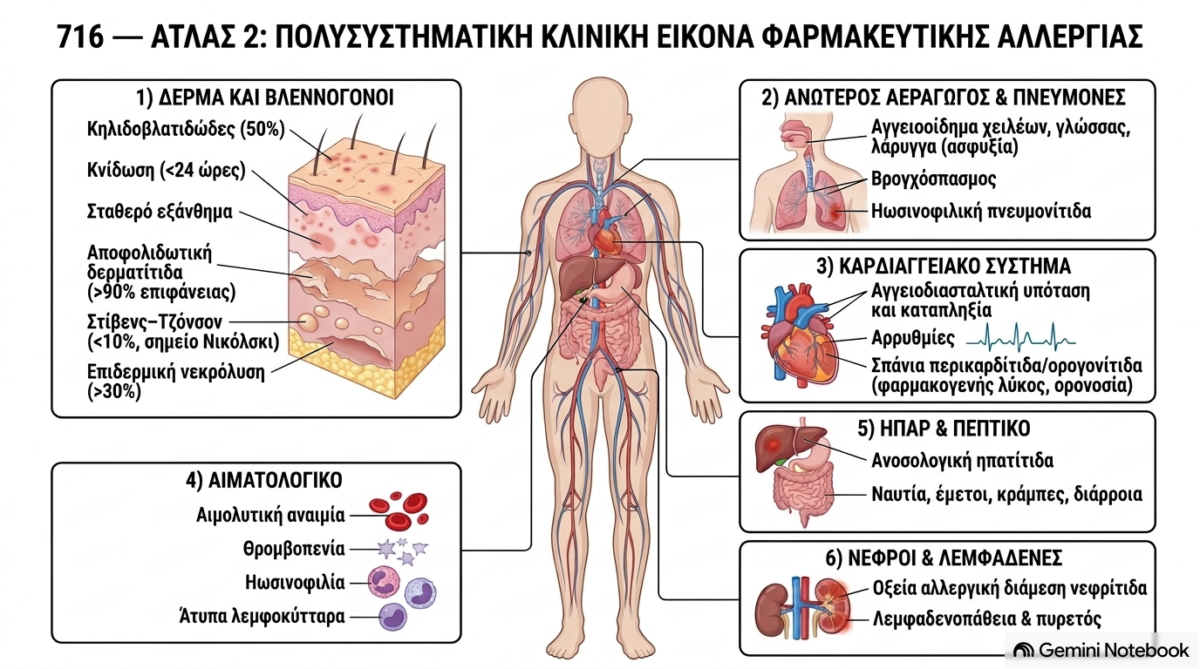 716 — ΑΤΛΑΣ 2: ΠΟΛΥΣΥΣΤΗΜΑΤΙΚΗ ΚΛΙΝΙΚΗ ΕΙΚΟΝΑ ΦΑΡΜΑΚΕΥΤΙΚΗΣ ΑΛΛΕΡΓΙΑΣ
1) ΔΕΡΜΑ ΚΑΙ ΒΛΕΝΝΟΓΟΝΟΙ
Κηλιδοβλατιδώδες (50%)
Κνίδωση (<24 ώρες)
Σταθερό εξάνθημα
Αποφολιδωτική
δερματίτιδα
(>90% επιφάνειας)
Στίβενς–Τζόνσον
(<10%, σημείο Νικόλσκι)
Επιδερμική νεκρόλυση
(>30%)
2) ΑΝΩΤΕΡΟΣ ΑΕΡΑΓΩΓΟΣ & ΠΝΕΥΜΟΝΕΣ
Αγγειοοίδημα χειλέων, γλώσσας,
λάρυγγα (ασφυξία)
Βρογχόσπασμος
Ηωσινοφιλική πνευμονίτιδα
3) ΚΑΡΔΙΑΓΓΕΙΑΚΟ ΣΥΣΤΗΜΑ
Αγγειοδιασταλτική υπόταση
και καταπληξία
Αρρυθμίες
Σπάνια περικαρδίτιδα/ορογονίτιδα
(φαρμακογενής λύκος, ορονοσία)
4) ΑΙΜΑΤΟΛΟΓΙΚΟ
Αιμολυτική αναιμία
Θρομβοπενία
Ηωσινοφιλία
Άτυπα λεμφοκύτταρα
5) ΗΠΑΡ & ΠΕΠΤΙΚΟ
Ανοσολογική ηπατίτιδα
Ναυτία, έμετοι, κράμπες, διάρροια
6) ΝΕΦΡΟΙ & ΛΕΜΦΑΔΕΝΕΣ
Οξεία αλλεργική διάμεση νεφρίτιδα
Λεμφαδενοπάθεια & πυρετός
Gemini Notebook